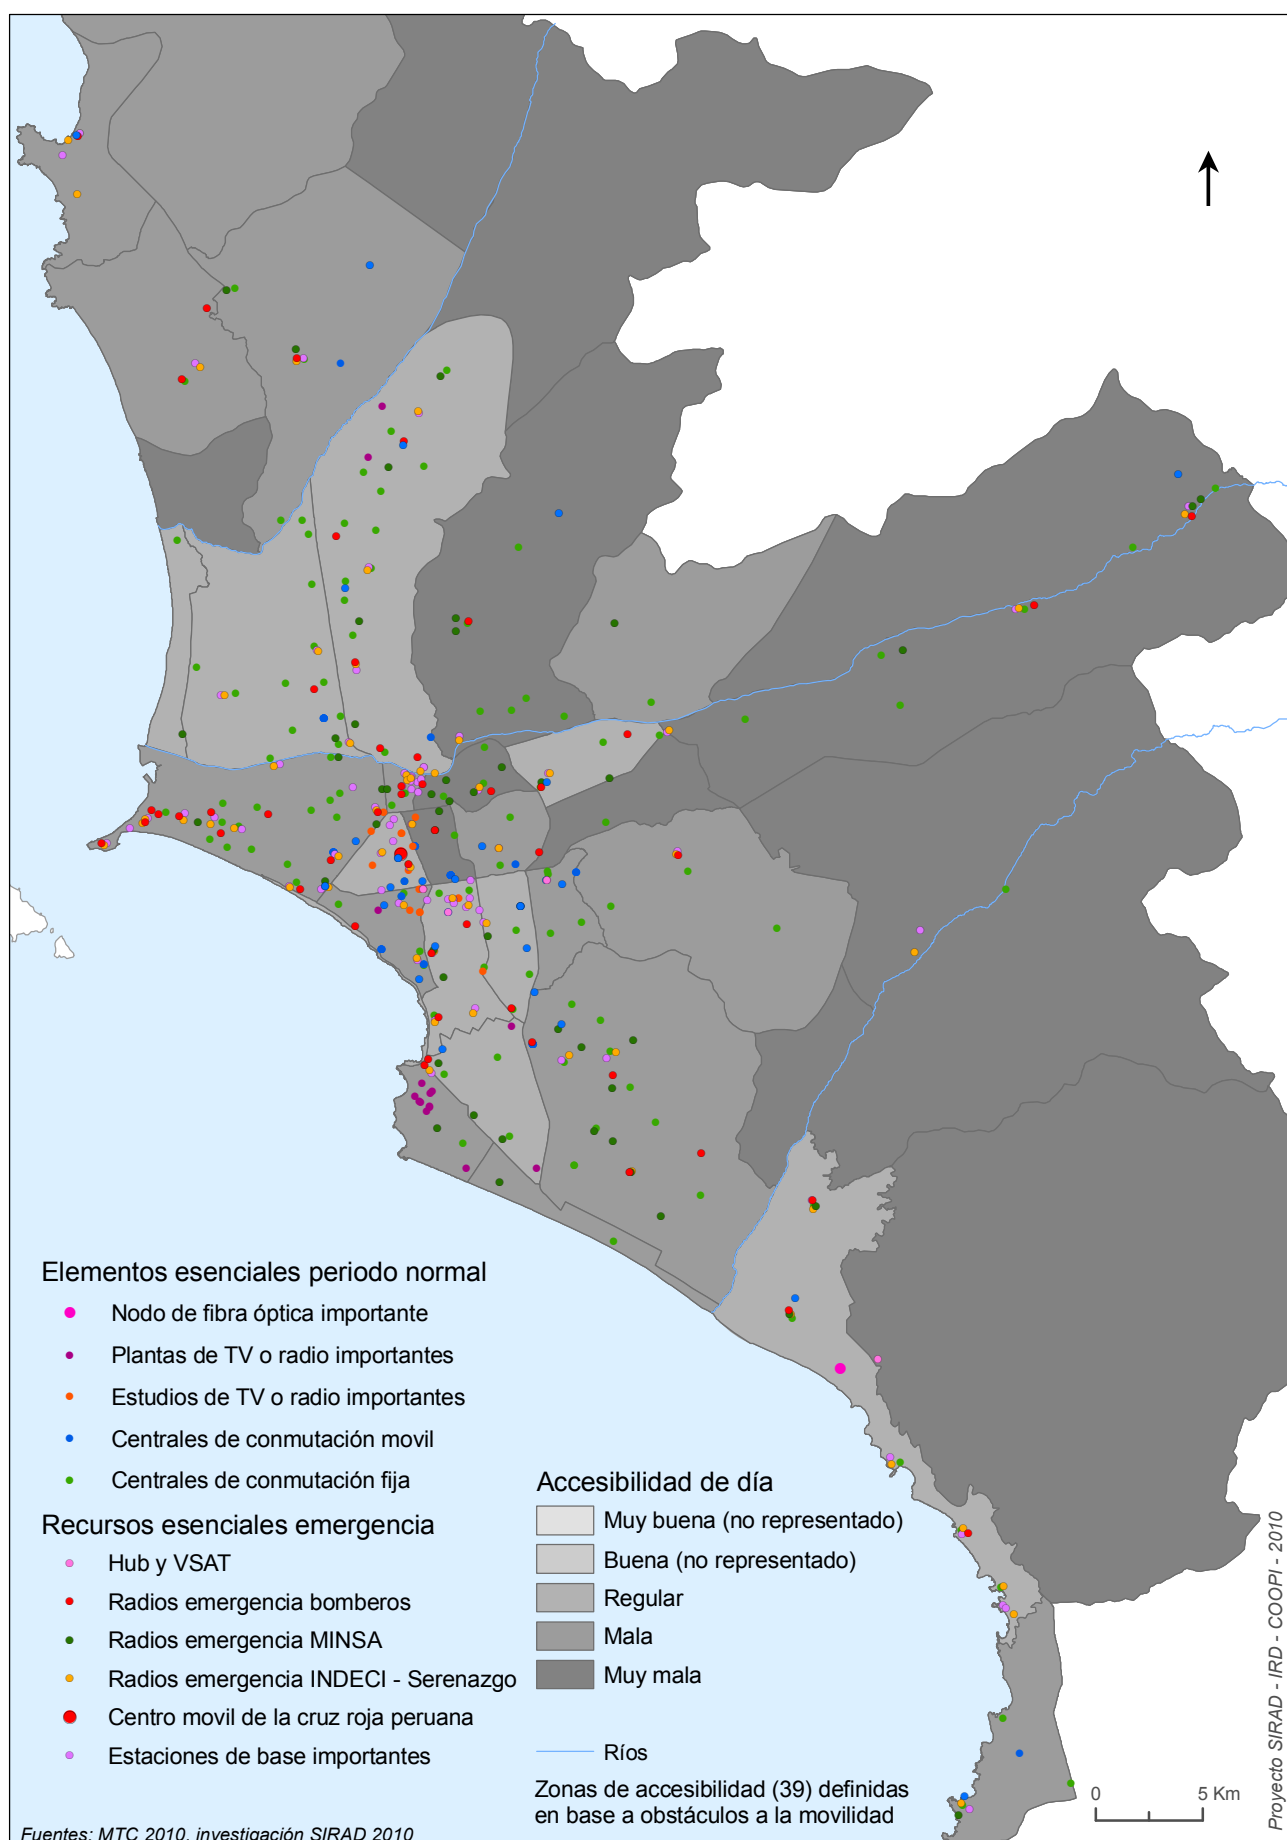 Elementos esenciales periodo normal
Nodo de fibra óptica importante
Plantas de TV o radio importantes
Estudios de TV o radio importantes
Centrales de conmutación movil
Centrales de conmutación fija
Recursos esenciales emergencia
Hub y VSAT
Radios emergencia bomberos
Radios emergencia MINSA
Radios emergencia INDECI - Serenazgo
Centro movil de la cruz roja peruana
Estaciones de base importantes
Fuentes: MTC 2010, investigación SIRAD 2010
Accesibilidad de día
Muy buena (no representado)
Buena (no representado)
Regular
Mala
Muy mala
Ríos
Zonas de accesibilidad (39) definidas
en base a obstáculos a la movilidad
0 5 Km
Proyecto SIRAD - IRD - COOPI - 2010